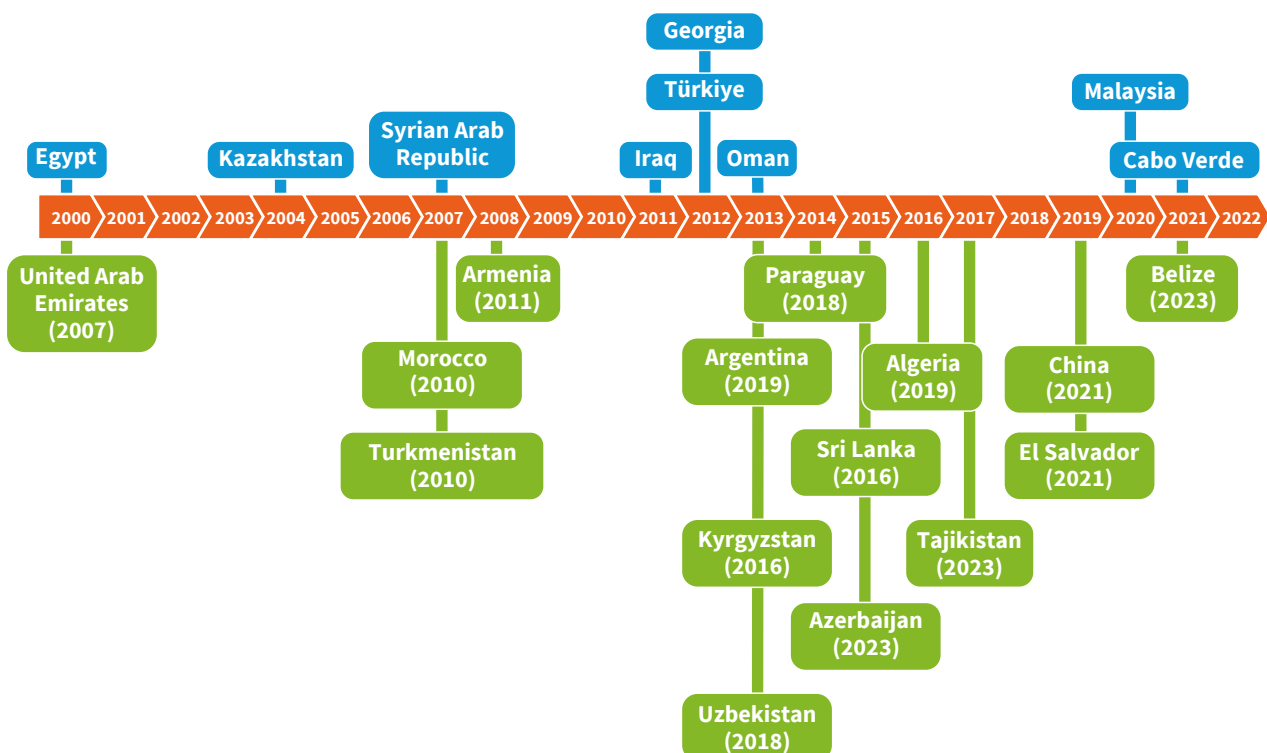 Georgia
Türkiye
Malaysia
Syrian Arab
Republic
Egypt
Kazakhstan
Iraq
Oman
Cabo Verde
2000 2001 2002 2003 2004 2005 2006 2007 2008 2009 2010 2011 2012 2013 2014 2015 2016 2017 2018 2019 2020 2021 2022
United Arab
Emirates
(2007)
Armenia
(2011)
Paraguay
(2018)
Belize
(2023)
Morocco
(2010)
Argentina
(2019)
Algeria
(2019)
China
(2021)
Turkmenistan
(2010)
Sri Lanka
(2016)
El Salvador
(2021)
Kyrgyzstan
(2016)
Tajikistan
(2023)
Azerbaijan
(2023)
Uzbekistan
(2018)